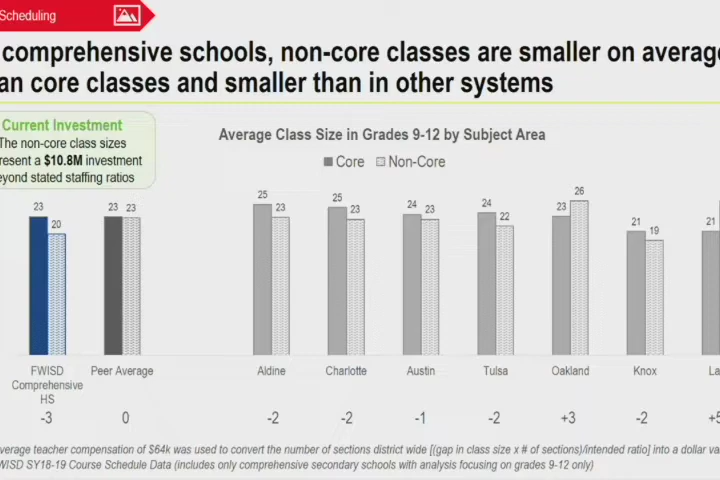 Scheduling
comprehensive schools, non-core classes are smaller on average
an core classes and smaller than in other systems
Current Investment
The non-core class sizes
present a $10.8M investment
eyond stated staffing ratios
Average Class Size in Grades 9-12 by Subject Area
Core Non-Core
23 20 23 23 25 23 25 23 24 23 24 22 23 26 21 19 21
FWISD Comprehensive HS
Peer Average
Aldine
Charlotte
Austin
Tulsa
Oakland
Knox
La
-3 0 -2 -2 -1 -2 +3 -2 +5
verage teacher compensation of $64k was used to convert the number of sections district wide [(gap in class size x # of sections)/intended ratio] into a dollar va
WISD SY18-19 Course Schedule Data (includes only comprehensive secondary schools with analysis focusing on grades 9-12 only)